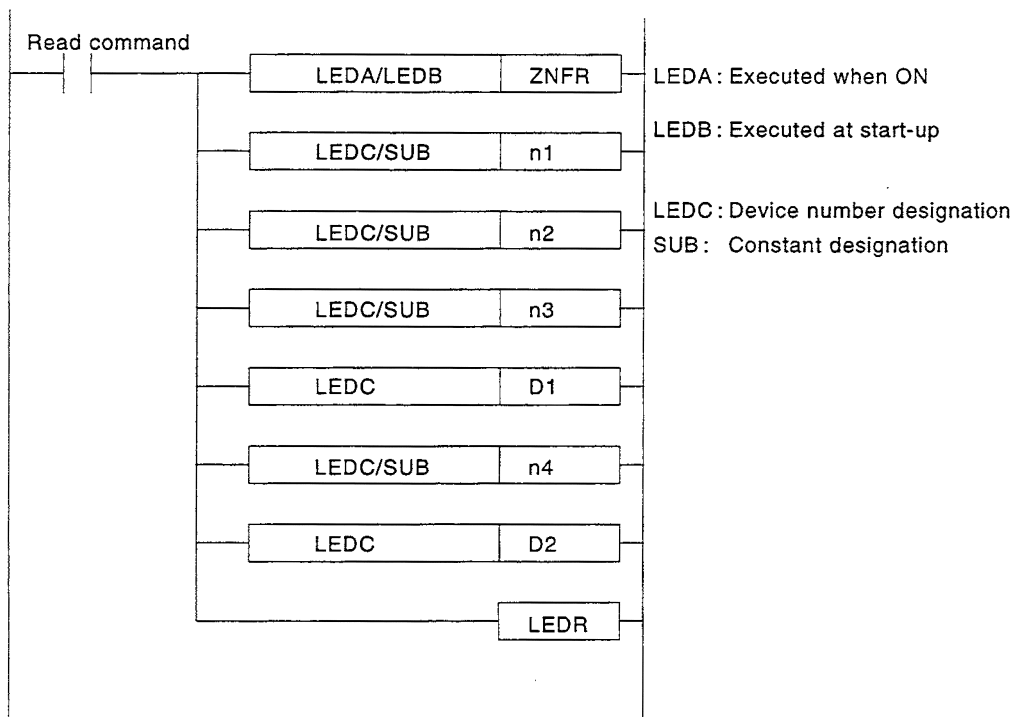 Read command
LEDA/LEDB ZNFR LEDA: Executed when ON
LEDB: Executed at start-up
LEDC/SUB n1
LEDC: Device number designation
LEDC/SUB n2
SUB: Constant designation
LEDC/SUB n3
LEDC D1
LEDC/SUB n4
LEDC D2
LEDR